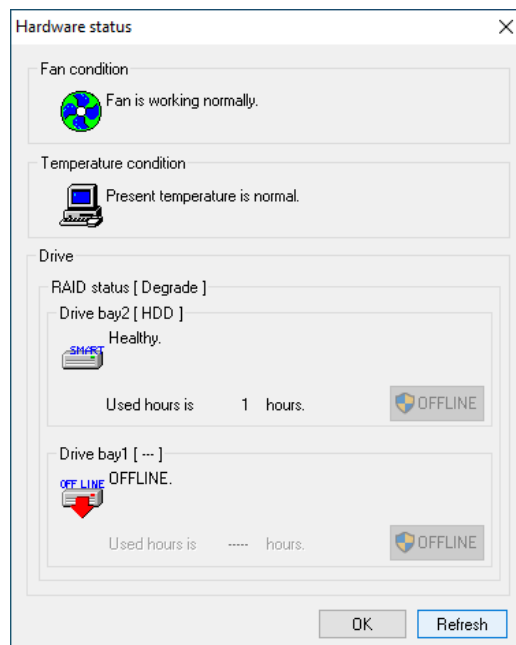 Hardware status
Fan condition
Fan is working normally.
Temperature condition
Present temperature is normal.
Drive
RAID status [ Degrade ]
Drive bay2 [ HDD ]
SMART
Healthy.
Used hours is 1 hours.
OFFLINE
Drive bay1 [ --- ]
OFF LINE
OFFLINE.
Used hours is ----- hours.
OFFLINE
OK
Refresh